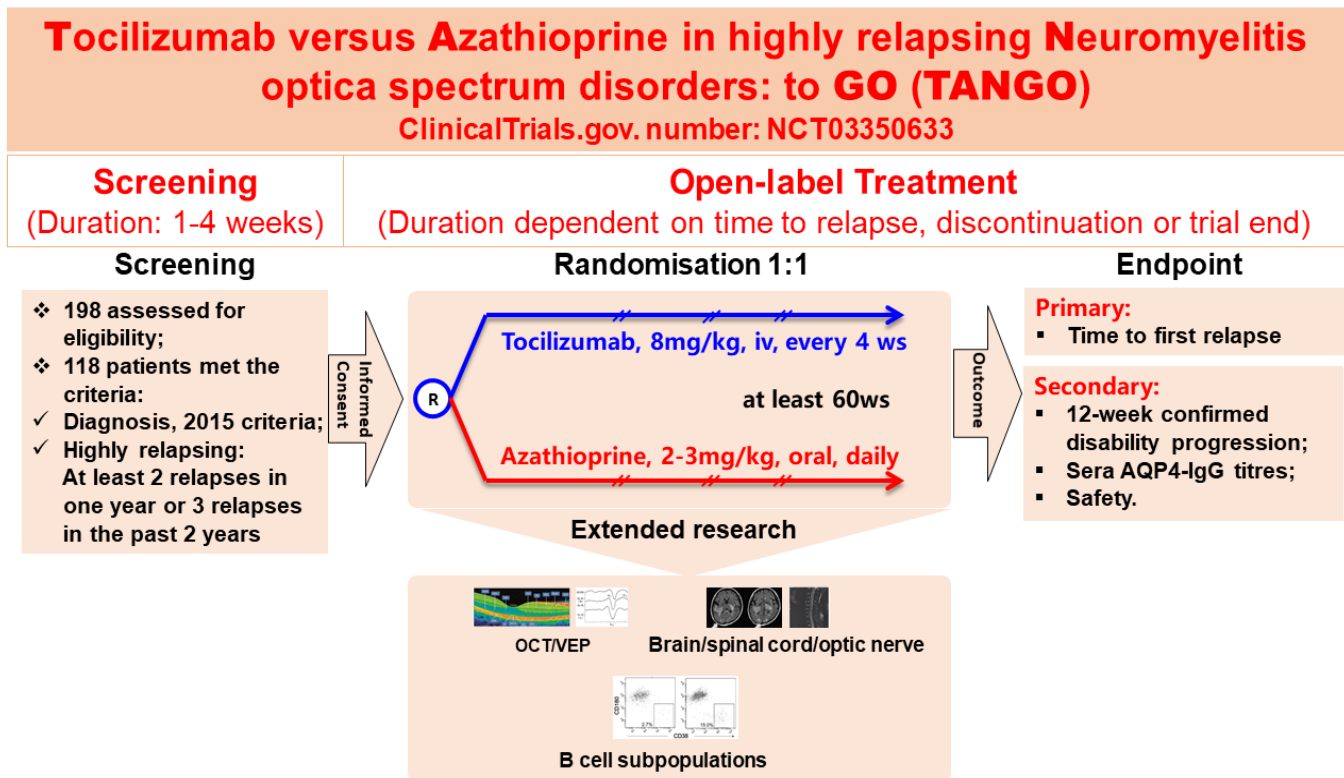 Tocilizumab versus Azathioprine in highly relapsing Neuromyelitis
optica spectrum disorders: to GO (TANGO)
ClinicalTrials.gov. number: NCT03350633
Screening
(Duration: 1-4 weeks)
Open-label Treatment
(Duration dependent on time to relapse, discontinuation or trial end)
Screening
❖ 198 assessed for
eligibility;
❖ 118 patients met the
criteria:
✓ Diagnosis, 2015 criteria;
✓ Highly relapsing:
At least 2 relapses in
one year or 3 relapses
in the past 2 years
Informed
Consent
Randomisation 1:1
R
Tocilizumab, 8mg/kg, iv, every 4 ws
at least 60ws
Azathioprine, 2-3mg/kg, oral, daily
Outcome
Endpoint
Primary:
▪ Time to first relapse
Secondary:
▪ 12-week confirmed
disability progression;
▪ Sera AQP4-IgG titres;
▪ Safety.
Extended research
OCT/VEP
Brain/spinal cord/optic nerve
CD180
2.7%
15.0%
CD38
B cell subpopulations